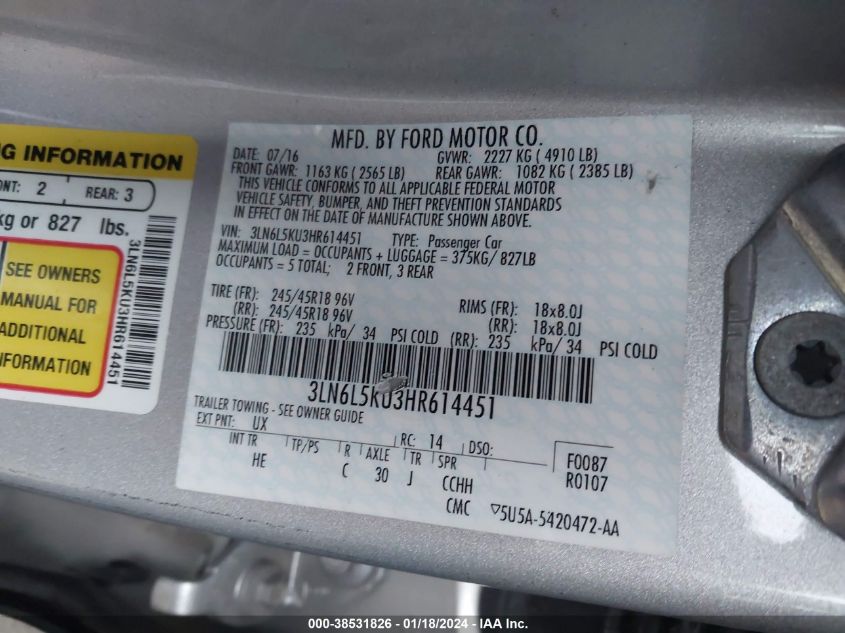 NG INFORMATION
NT: 2 REAR: 3
kg or 827 lbs.
SEE OWNERS
MANUAL FOR
ADDITIONAL
INFORMATION
3LN6L5KU3HR614451
MFD. BY FORD MOTOR CO.
DATE: 07/16 GVWR: 2227 KG ( 4910 LB)
FRONT GAWR: 1163 KG ( 2565 LB) REAR GAWR: 1082 KG ( 2385 LB)
THIS VEHICLE CONFORMS TO ALL APPLICABLE FEDERAL MOTOR
VEHICLE SAFETY, BUMPER, AND THEFT PREVENTION STANDARDS
IN EFFECT ON THE DATE OF MANUFACTURE SHOWN ABOVE.
VIN: 3LN6L5KU3HR614451 TYPE: Passenger Car
MAXIMUM LOAD = OCCUPANTS + LUGGAGE = 375KG/ 827LB
OCCUPANTS = 5 TOTAL; 2 FRONT, 3 REAR
TIRE (FR): 245/45R18 96V RIMS (FR): 18x8.0J
(RR): 245/45R18 96V (RR): 18x8.0J
PRESSURE (FR): 235 kPa/ 34 PSI COLD (RR): 235 kPa/ 34 PSI COLD
3LN6L5KU3HR614451
TRAILER TOWING - SEE OWNER GUIDE
EXT PNT: UX RC: 14 DSO:
INT TR TP/PS R AXLE TR SPR F0087
HE C 30 J CCHH R0107
CMC ▽5U5A-5420472-AA
000-38531826 | 01/18/2024 | IAA Inc.